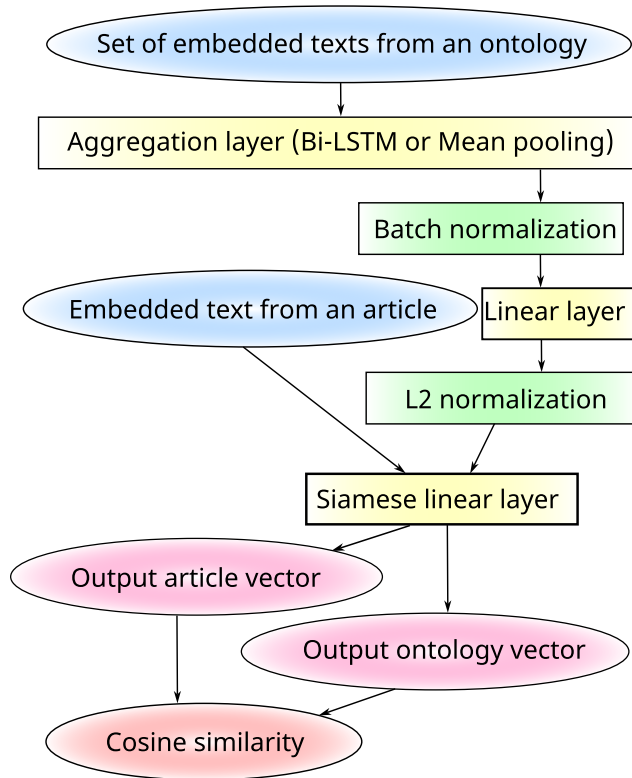 Set of embedded texts from an ontology
Aggregation layer (Bi-LSTM or Mean pooling)
Batch normalization
Embedded text from an article
Linear layer
L2 normalization
Siamese linear layer
Output article vector
Output ontology vector
Cosine similarity